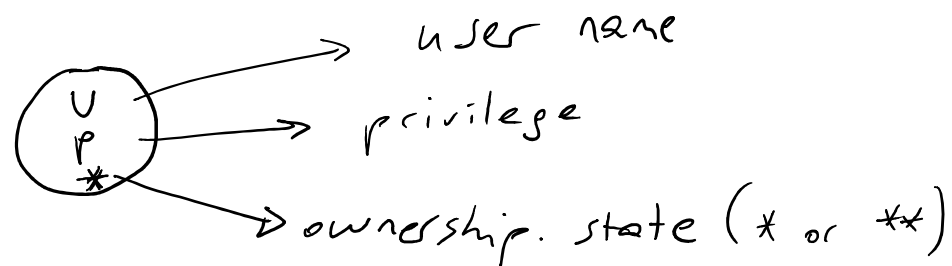 user name
U
P
privilege
*
ownership. state (* or **)